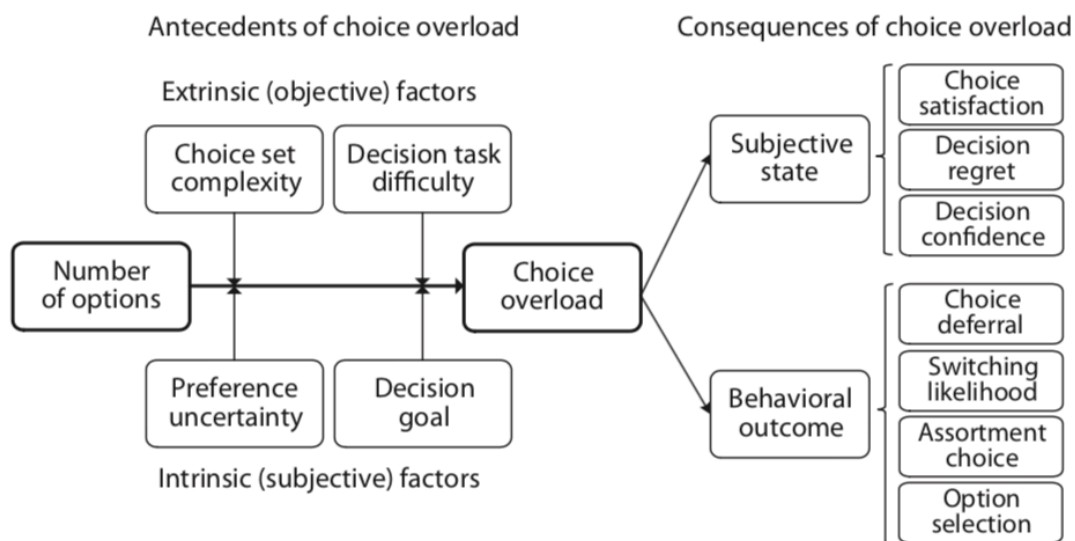 Antecedents of choice overload
Extrinsic (objective) factors
Choice set
complexity
Decision task
difficulty
Number
of options
Choice
overload
Preference
uncertainty
Decision
goal
Intrinsic (subjective) factors
Consequences of choice overload
Subjective
state
Choice
satisfaction
Decision
regret
Decision
confidence
Behavioral
outcome
Choice
deferral
Switching
likelihood
Assortment
choice
Option
selection